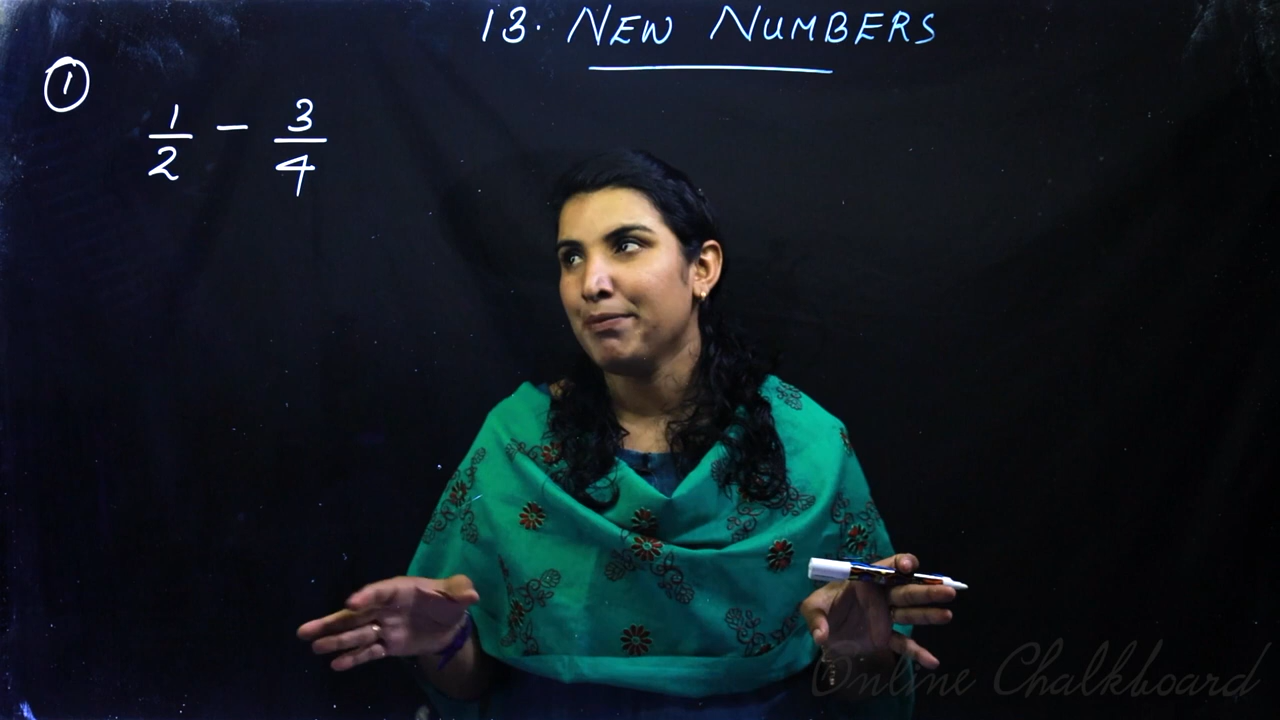 13. NEW NUMBERS
①
1/2 - 3/4
Online Chalkboard